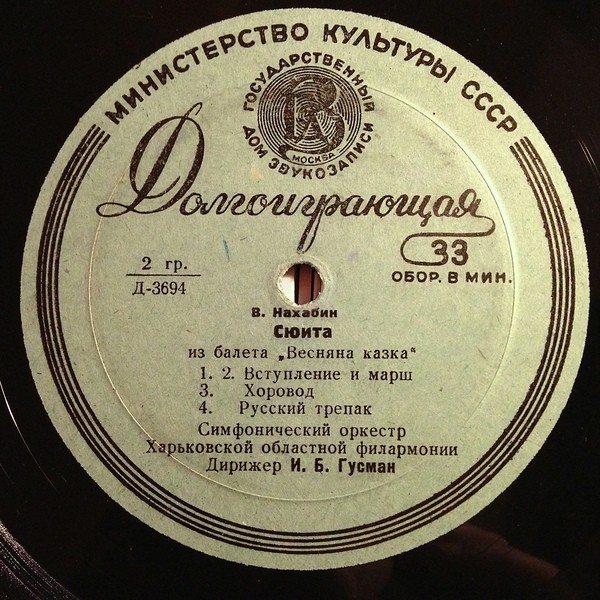 МИНИСТЕРСТВО КУЛЬТУРЫ СССР
ГОСУДАРСТВЕННЫЙ
ДОМ ЗВУКОЗАПИСИ
МОСКВА
Долгоиграющая
33
ОБОР. В МИН.
2 гр.
Д-3694
В. Нахабин
Сюита
из балета „Весняна казка“
1. 2. Вступление и марш
3. Хоровод
4. Русский трепак
Симфонический оркестр
Харьковской областной филармонии
Дирижер И. Б. Гусман